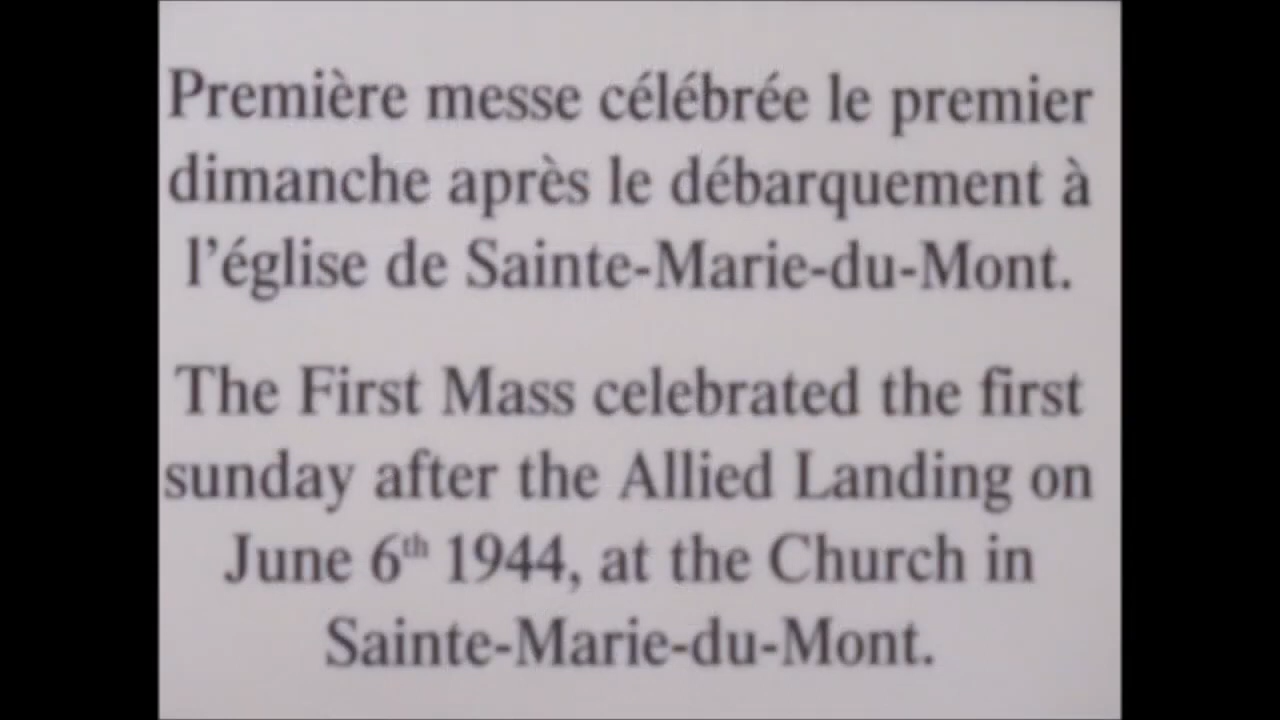 Première messe célébrée le premier
dimanche après le débarquement à
l’église de Sainte-Marie-du-Mont.
The First Mass celebrated the first
sunday after the Allied Landing on
June 6th 1944, at the Church in
Sainte-Marie-du-Mont.